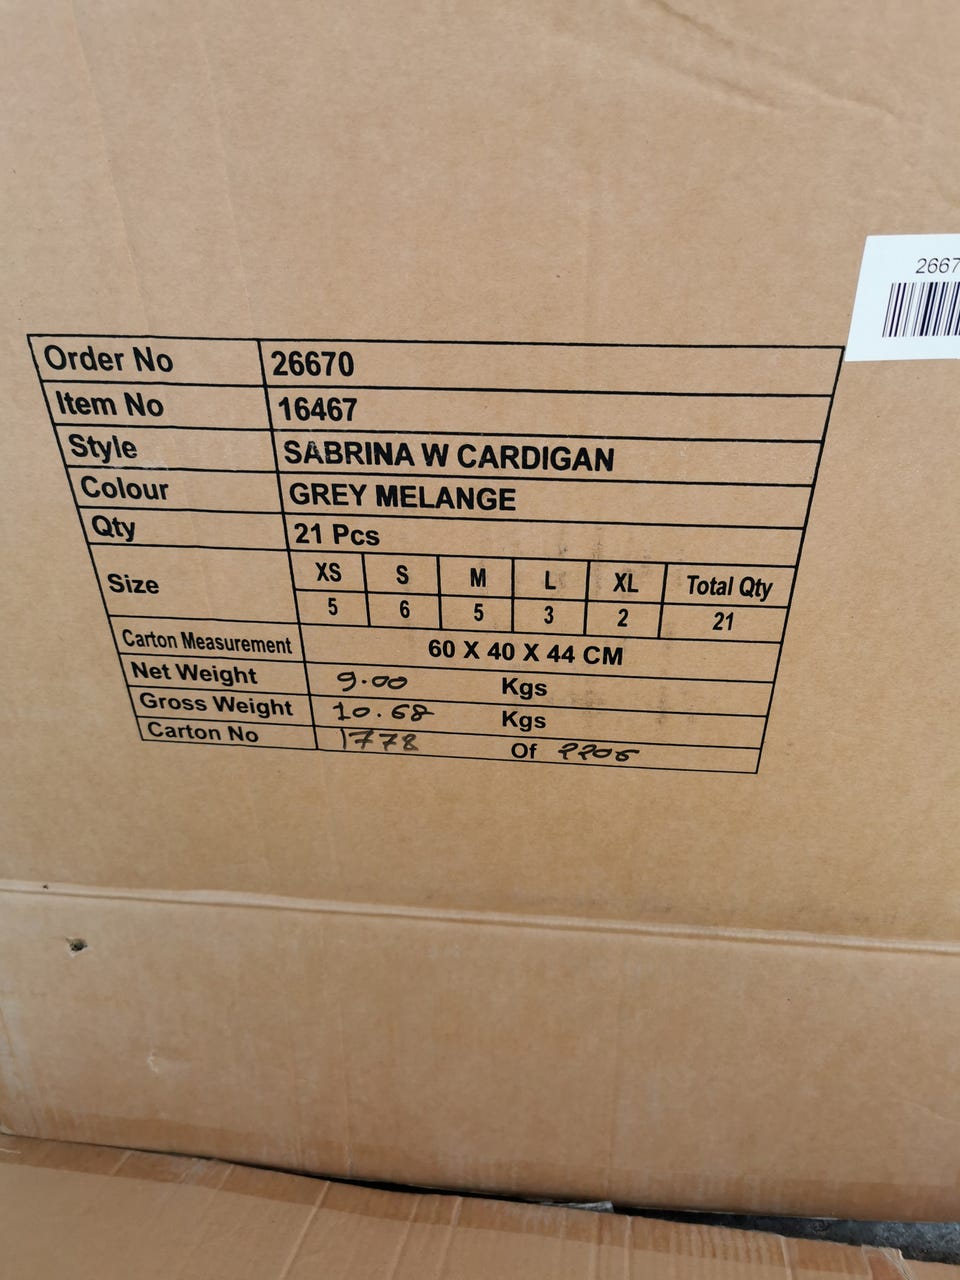 2667
Order No 26670
Item No 16467
Style SABRINA W CARDIGAN
Colour GREY MELANGE
Qty 21 Pcs
Size XS S M L XL Total Qty
5 6 5 3 2 21
Carton Measurement 60 X 40 X 44 CM
Net Weight 9.00 Kgs
Gross Weight 10.68 Kgs
Carton No 1778 Of